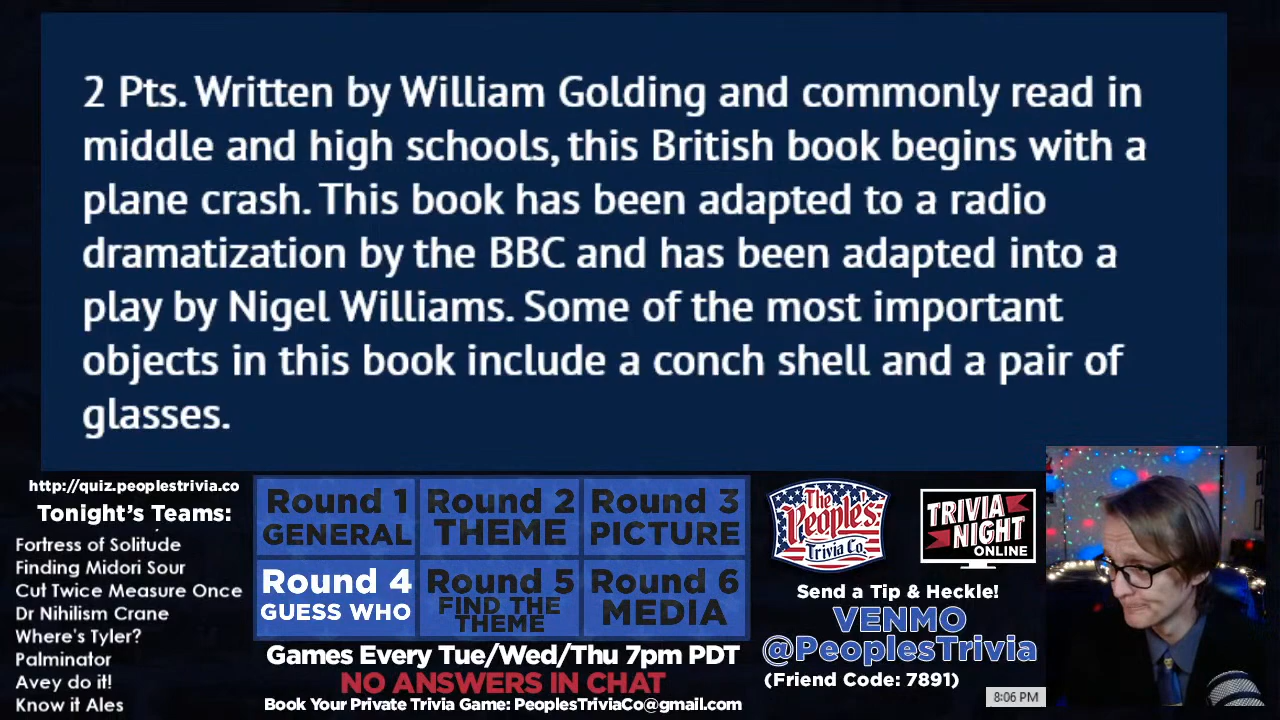 2 Pts. Written by William Golding and commonly read in
middle and high schools, this British book begins with a
plane crash. This book has been adapted to a radio
dramatization by the BBC and has been adapted into a
play by Nigel Williams. Some of the most important
objects in this book include a conch shell and a pair of
glasses.
http://quiz.peoplestrivia.co
Tonight's Teams:
Fortress of Solitude
Finding Midori Sour
Cut Twice Measure Once
Dr Nihilism Crane
Where's Tyler?
Palminator
Avey do it!
Know it Ales
Round 1
GENERAL
Round 2
THEME
Round 3
PICTURE
Round 4
GUESS WHO
Round 5
FIND THE
THEME
Round 6
MEDIA
Games Every Tue/Wed/Thu 7pm PDT
NO ANSWERS IN CHAT
Book Your Private Trivia Game: PeoplesTriviaCo@gmail.com
The
People's
Trivia Co.
TRIVIA
NIGHT
ONLINE
Send a Tip & Heckle!
VENMO
@PeoplesTrivia
(Friend Code: 7891)
8:06 PM